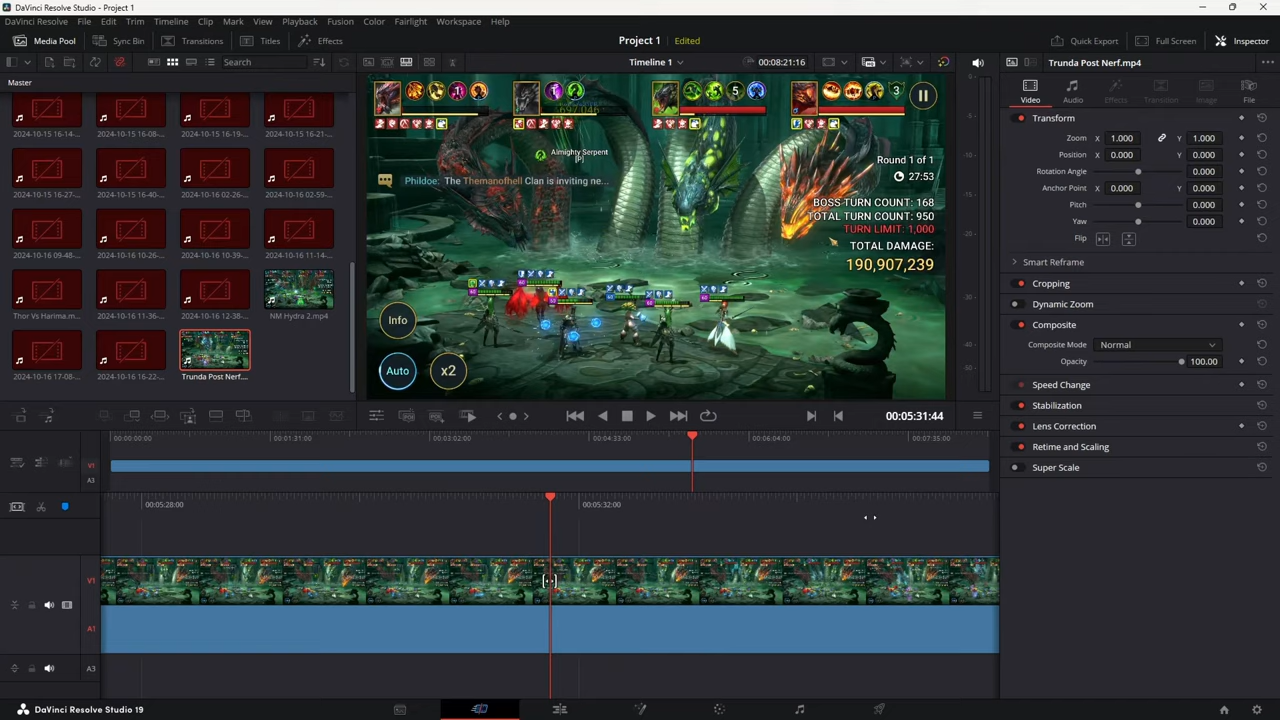 DaVinci Resolve Studio - Project 1
DaVinci Resolve File Edit Trim Timeline Clip Mark View Playback Fusion Color Fairlight Workspace Help
Media Pool Sync Bin Transitions Titles Effects Project 1 Edited Quick Export Full Screen Inspector
Search Timeline 1 00:08:21:16 Trunda Post Nerf.mp4
Master
2024-10-15 16-14-... 2024-10-15 16-08-... 2024-10-15 16-19-... 2024-10-15 16-21-...
2024-10-15 16-27-... 2024-10-15 16-40-... 2024-10-16 02-26-... 2024-10-16 02-59-...
2024-10-16 09-48-... 2024-10-16 10-26-... 2024-10-16 10-39-... 2024-10-16 11-14-...
Thor Vs Harima.m... 2024-10-16 11-36-... 2024-10-16 12-38-... NM Hydra 2.mp4
2024-10-16 17-08-... 2024-10-16 16-22-... Trunda Post Nerf....
Almighty Serpent
[P]
Phildoe: The Themanofhell Clan is inviting ne...
Round 1 of 1
27:53
BOSS TURN COUNT: 168
TOTAL TURN COUNT: 950
TURN LIMIT: 1,000
TOTAL DAMAGE:
190,907,239
Info
Auto x2
00:05:31:44
Video Audio Effects Transition Image File
Transform
Zoom X 1.000 Y 1.000
Position X 0.000 Y 0.000
Rotation Angle 0.000
Anchor Point X 0.000 Y 0.000
Pitch 0.000
Yaw 0.000
Flip
Smart Reframe
Cropping
Dynamic Zoom
Composite
Composite Mode Normal
Opacity 100.00
Speed Change
Stabilization
Lens Correction
Retime and Scaling
Super Scale
00:00:00:00 00:01:31:00 00:03:02:00 00:04:33:00 00:06:04:00 00:07:35:00
V1
A3
00:05:28:00 00:05:32:00
V1
A1
A3
DaVinci Resolve Studio 19